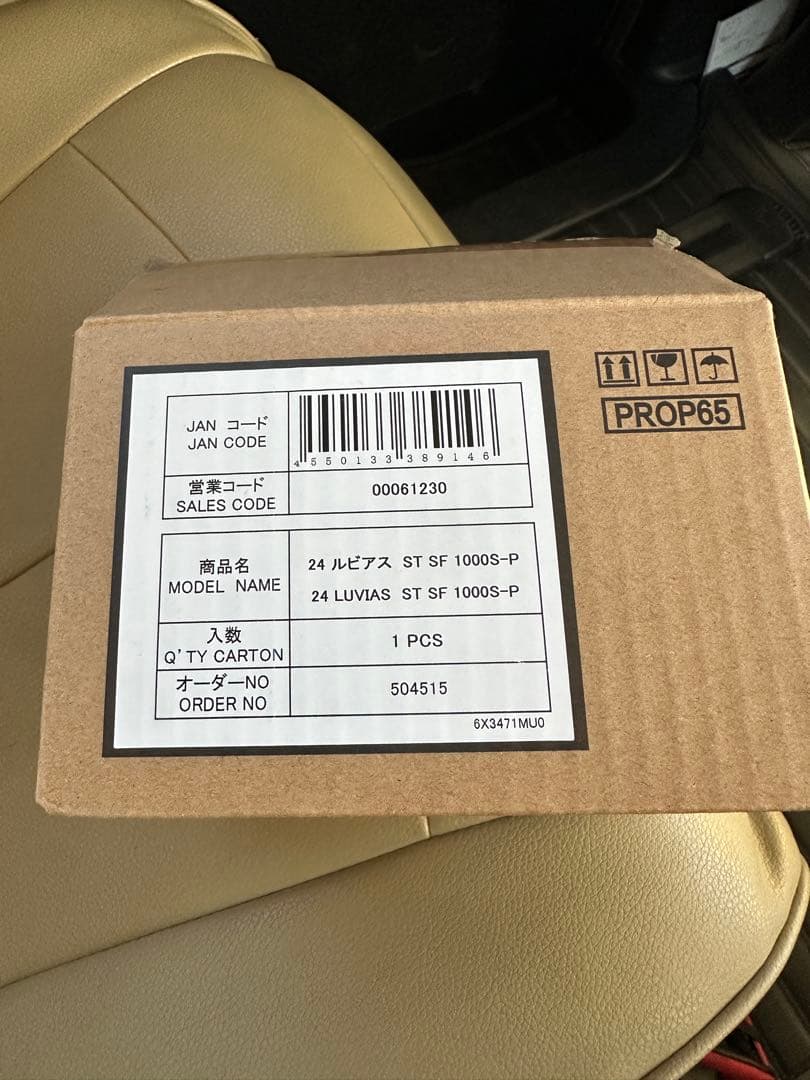 PROP65
JAN コード
JAN CODE
4550133389146
営業コード
SALES CODE
00061230
商品名
MODEL NAME
24 ルビアス ST SF 1000S-P
24 LUVIAS ST SF 1000S-P
入数
Q'TY CARTON
1 PCS
オーダーNO
ORDER NO
504515
6X3471MU0